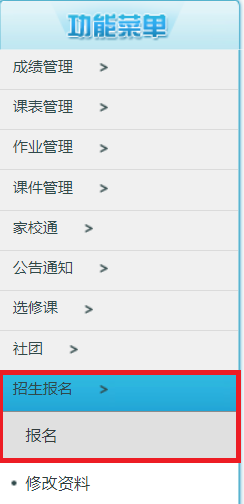 功能菜单
成绩管理 >
课表管理 >
作业管理 >
课件管理 >
家校通 >
公告通知 >
选修课 >
社团 >
招生报名 >
报名
• 修改资料